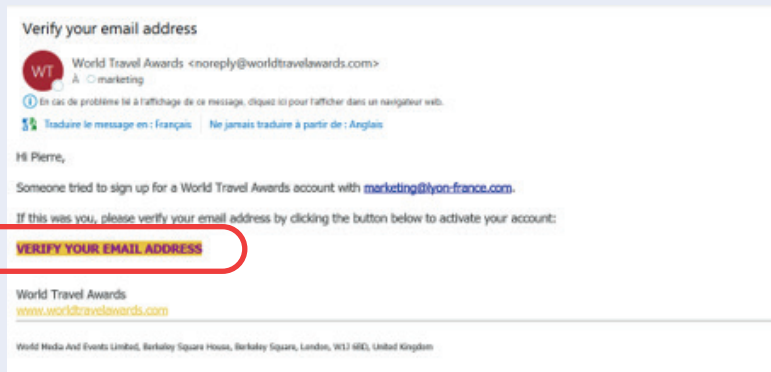 Verify your email address
WT
World Travel Awards <noreply@worldtravelawards.com>
À marketing
En cas de problème lié à l'affichage de ce message, cliquez ici pour l'afficher dans un navigateur web.
Traduire le message en : Français Ne jamais traduire à partir de : Anglais
Hi Pierre,
Someone tried to sign up for a World Travel Awards account with marketing@lyon-france.com.
If this was you, please verify your email address by clicking the button below to activate your account:
VERIFY YOUR EMAIL ADDRESS
World Travel Awards
www.worldtravelawards.com
World Media And Events Limited, Berkeley Square House, Berkeley Square, London, W1J 6BD, United Kingdom